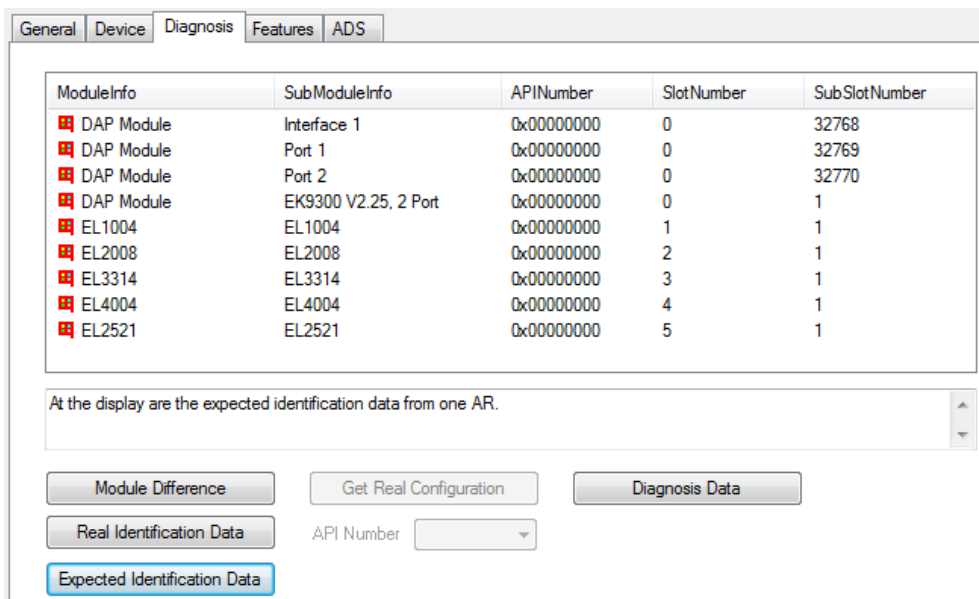 General Device Diagnosis Features ADS
ModuleInfo SubModuleInfo APINumber SlotNumber SubSlotNumber
DAP Module Interface 1 0x00000000 0 32768
DAP Module Port 1 0x00000000 0 32769
DAP Module Port 2 0x00000000 0 32770
DAP Module EK9300 V2.25, 2 Port 0x00000000 0 1
EL1004 EL1004 0x00000000 1 1
EL2008 EL2008 0x00000000 2 1
EL3314 EL3314 0x00000000 3 1
EL4004 EL4004 0x00000000 4 1
EL2521 EL2521 0x00000000 5 1
At the display are the expected identification data from one AR.
Module Difference Get Real Configuration Diagnosis Data
Real Identification Data API Number
Expected Identification Data